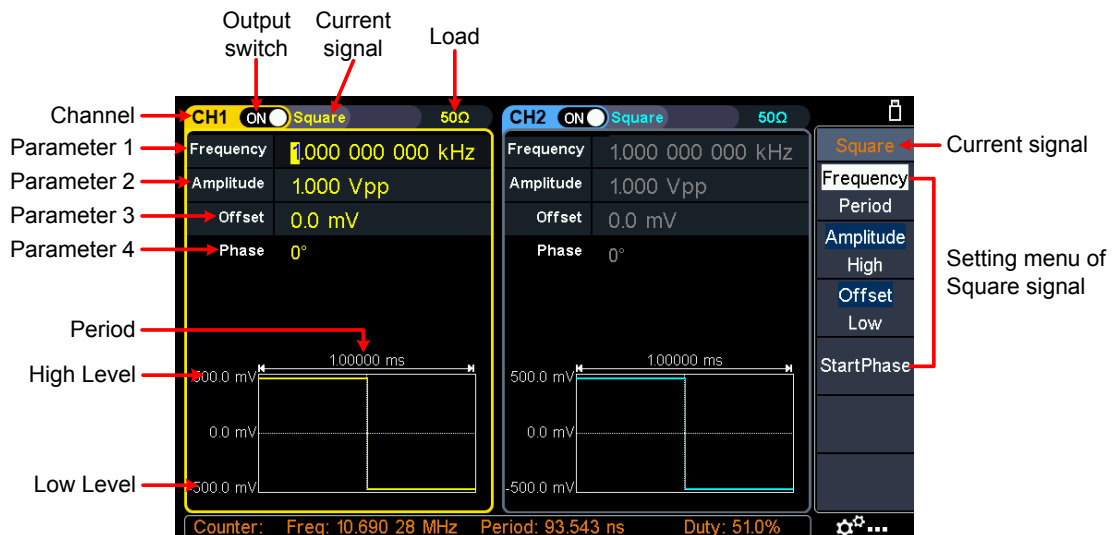 Output switch
Current signal
Load
Channel
Parameter 1
Parameter 2
Parameter 3
Parameter 4
Period
High Level
Low Level
CH1 ON Square 50Ω
Frequency 1.000 000 000 kHz
Amplitude 1.000 Vpp
Offset 0.0 mV
Phase 0°
1.00000 ms
500.0 mV
0.0 mV
-500.0 mV
CH2 ON Square 50Ω
Frequency 1.000 000 000 kHz
Amplitude 1.000 Vpp
Offset 0.0 mV
Phase 0°
1.00000 ms
500.0 mV
0.0 mV
-500.0 mV
Square
Frequency
Period
Amplitude
High
Offset
Low
StartPhase
Current signal
Setting menu of
Square signal
Counter: Freq: 10.690 28 MHz Period: 93.543 ns Duty: 51.0%